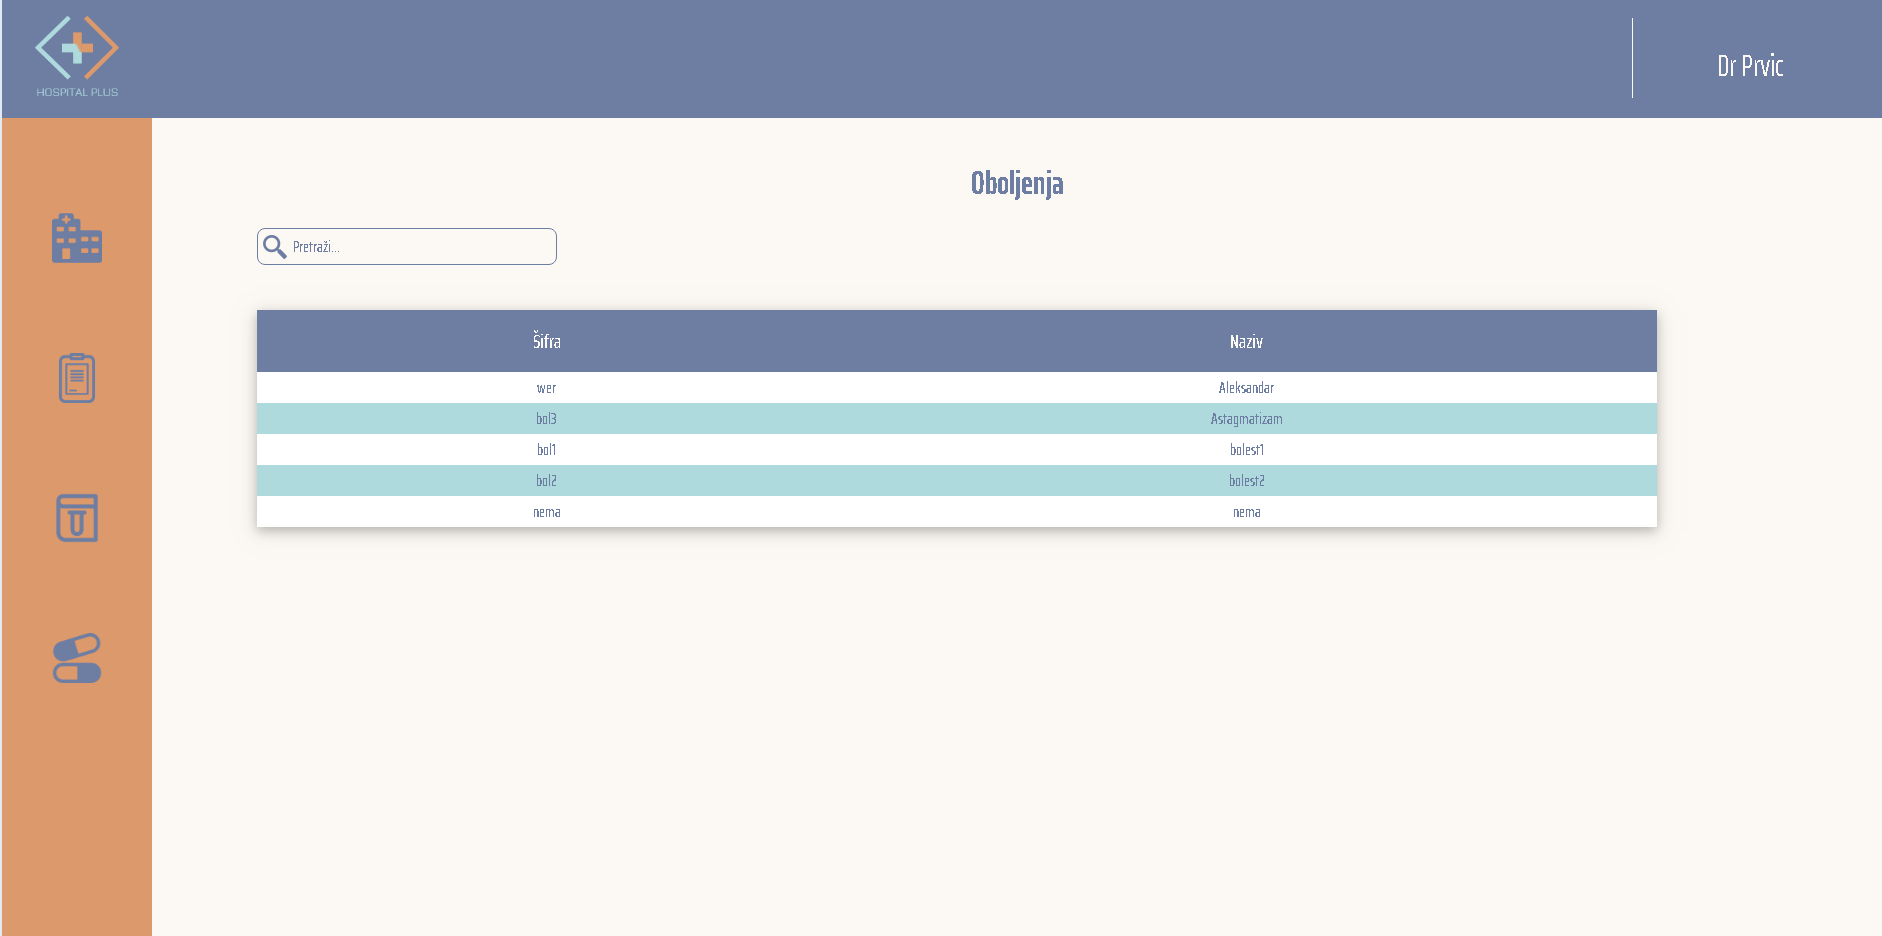 HOSPITAL PLUS
Dr Prvic
Oboljenja
Pretraži...
Šifra Naziv
wer Aleksandar
bol3 Astagmatizam
bol1 bolest1
bol2 bolest2
nema nema